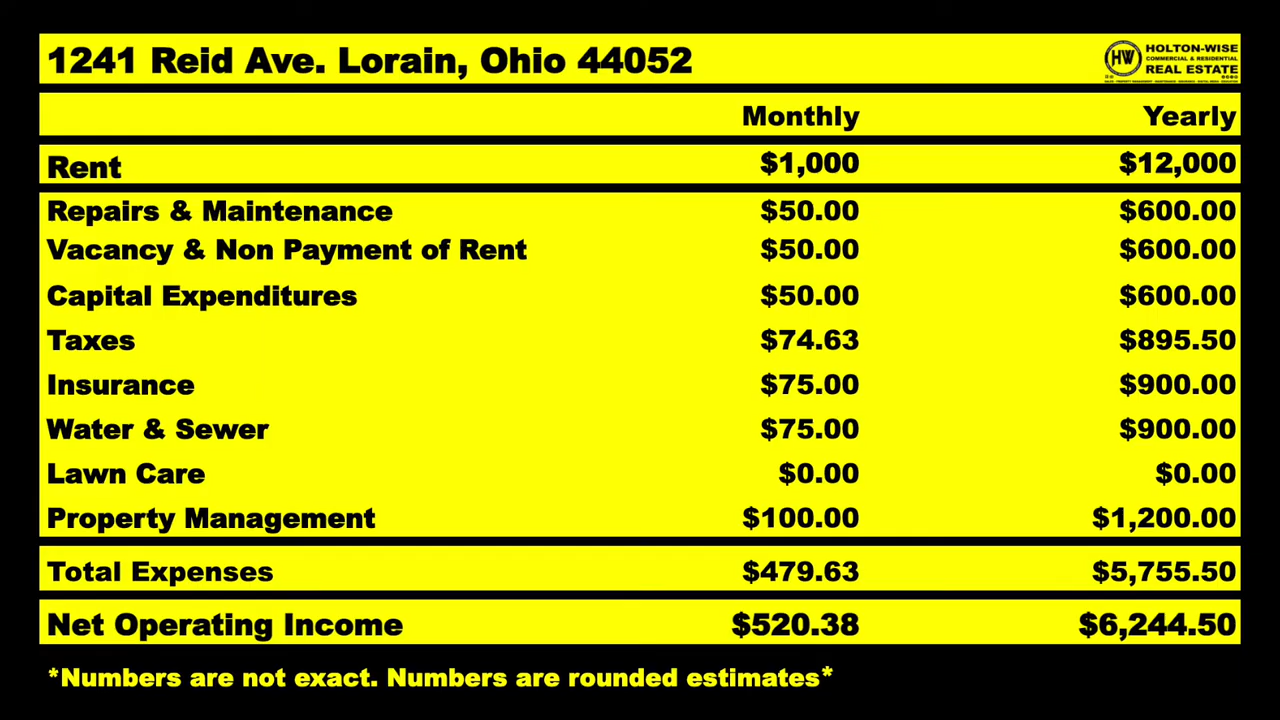 1241 Reid Ave. Lorain, Ohio 44052
HW
HOLTON-WISE
COMMERCIAL & RESIDENTIAL
REAL ESTATE
Monthly Yearly
Rent $1,000 $12,000
Repairs & Maintenance $50.00 $600.00
Vacancy & Non Payment of Rent $50.00 $600.00
Capital Expenditures $50.00 $600.00
Taxes $74.63 $895.50
Insurance $75.00 $900.00
Water & Sewer $75.00 $900.00
Lawn Care $0.00 $0.00
Property Management $100.00 $1,200.00
Total Expenses $479.63 $5,755.50
Net Operating Income $520.38 $6,244.50
*Numbers are not exact. Numbers are rounded estimates*